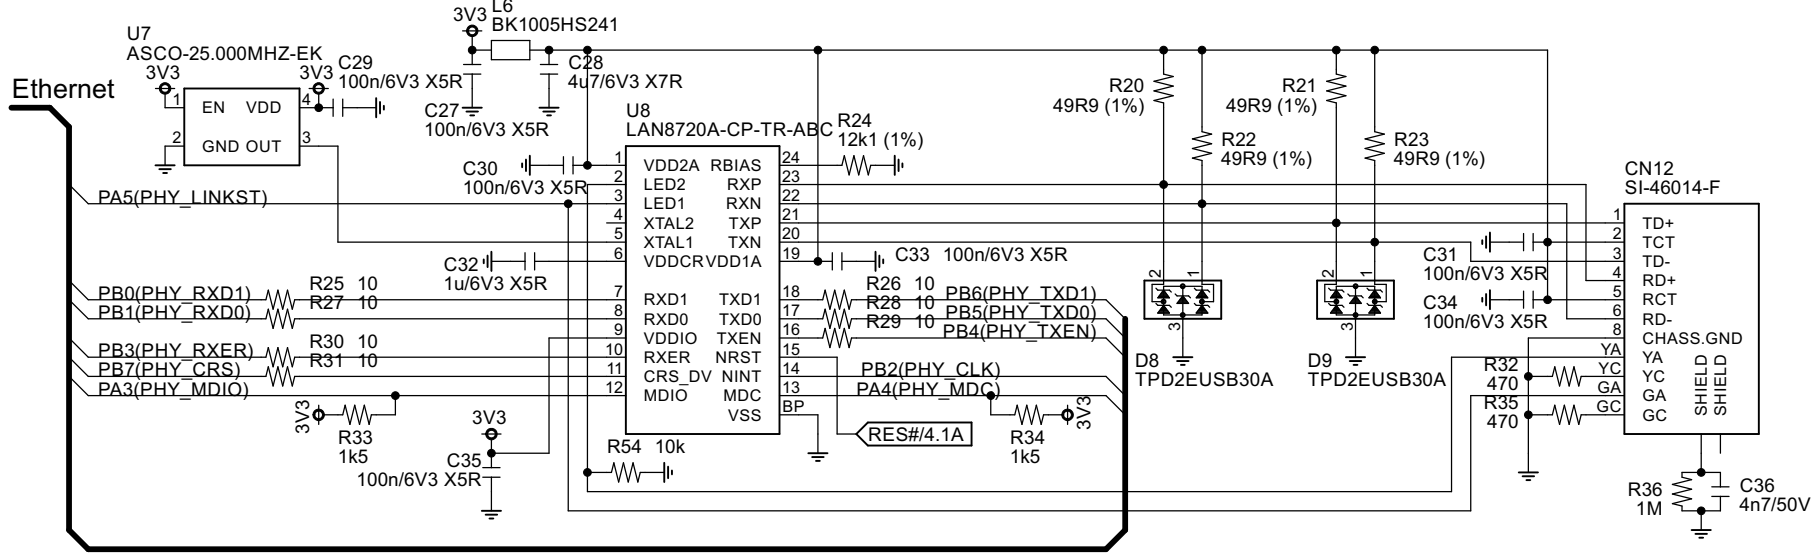 Ethernet
U7
ASCO-25.000MHZ-EK
3V3
3V3
C29
100n/6V3 X5R
1 EN VDD 4
2 GND OUT 3
3V3
L6
BK1005HS241
C27
100n/6V3 X5R
C28
4u7/6V3 X7R
U8
LAN8720A-CP-TR-ABC
C30
100n/6V3 X5R
R24
12k1 (1%)
1 VDD2A RBIAS 24
2 LED2 RXP 23
3 LED1 RXN 22
4 XTAL2 TXP 21
5 XTAL1 TXN 20
6 VDDCR VDD1A 19
7 RXD1 TXD1 18
8 RXD0 TXD0 17
9 VDDIO TXEN 16
10 RXER NRST 15
11 CRS_DV NINT 14
12 MDIO MDC 13
VSS BP
PA5(PHY_LINKST)
C32
1u/6V3 X5R
C33 100n/6V3 X5R
PB0(PHY_RXD1)
R25 10
PB1(PHY_RXD0)
R27 10
PB3(PHY_RXER)
R30 10
PB7(PHY_CRS)
R31 10
PA3(PHY_MDIO)
R26 10
PB6(PHY_TXD1)
R28 10
PB5(PHY_TXD0)
R29 10
PB4(PHY_TXEN)
PB2(PHY_CLK)
PA4(PHY_MDC)
RES#/4.1A
3V3
R33
1k5
3V3
C35
100n/6V3 X5R
R54 10k
R34
1k5
3V3
R20
49R9 (1%)
R22
49R9 (1%)
R21
49R9 (1%)
R23
49R9 (1%)
2 1
3
D8
TPD2EUSB30A
2 1
3
D9
TPD2EUSB30A
C31
100n/6V3 X5R
C34
100n/6V3 X5R
R32
470
R35
470
CN12
SI-46014-F
1 TD+
2 TCT
3 TD-
4 RD+
5 RCT
6 RD-
8 CHASS.GND
YA YA
YC YC
GA GA
GC GC
SHIELD
SHIELD
R36
1M
C36
4n7/50V